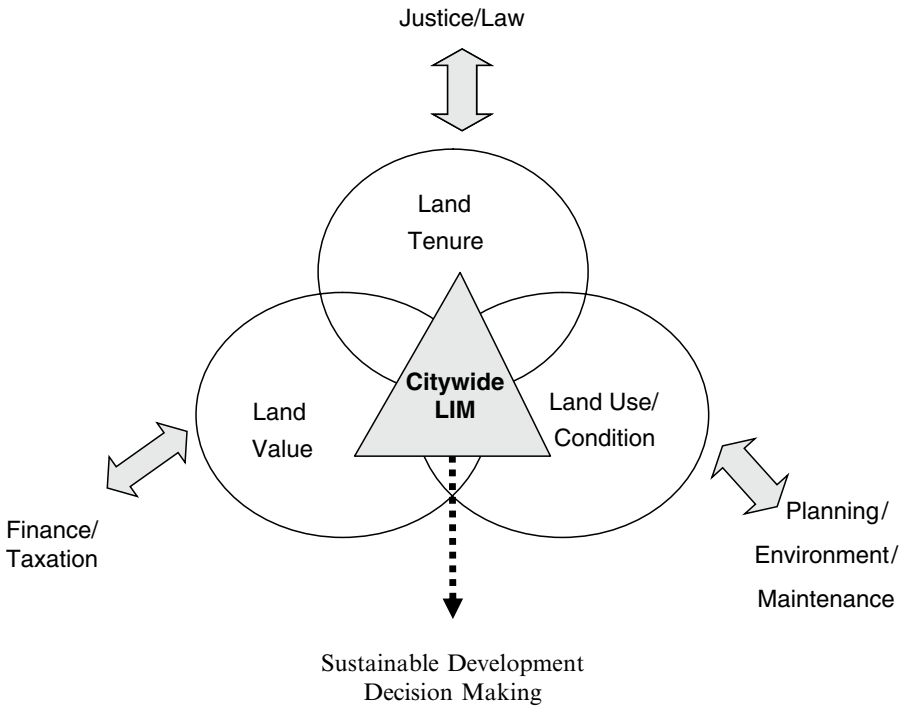 Justice/Law
Land
Tenure
Citywide
LIM
Land
Value
Land Use/
Condition
Finance/
Taxation
Planning/
Environment/
Maintenance
Sustainable Development
Decision Making